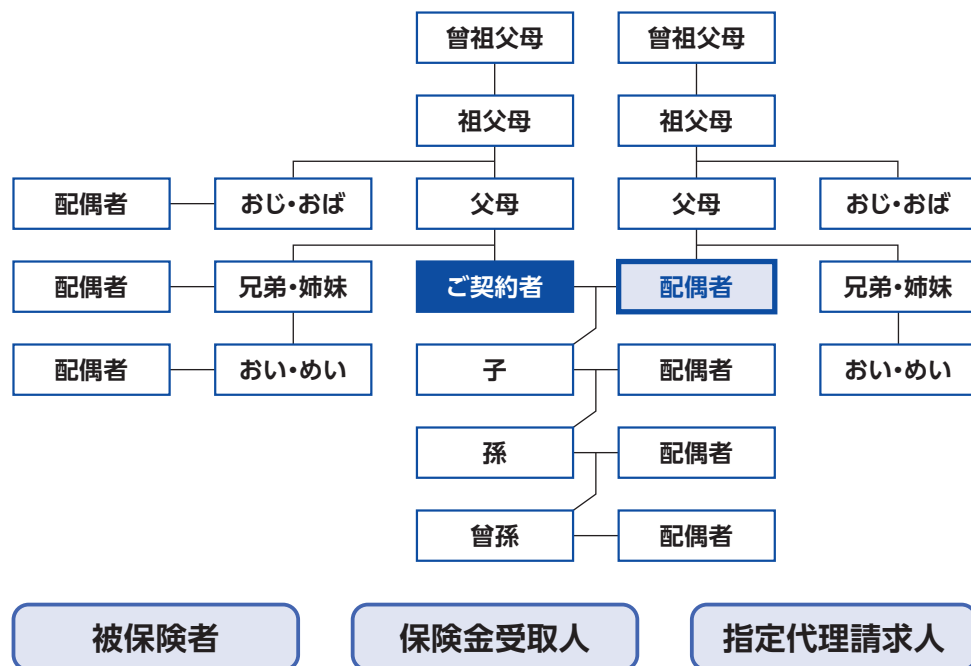 曾祖父母
曾祖父母
祖父母
祖父母
配偶者
おじ・おば
父母
父母
おじ・おば
配偶者
兄弟・姉妹
ご契約者
配偶者
兄弟・姉妹
配偶者
おい・めい
子
配偶者
おい・めい
孫
配偶者
曾孫
配偶者
被保険者
保険金受取人
指定代理請求人